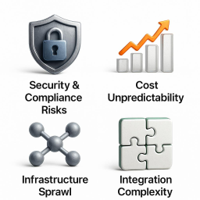 Security &
Compliance
Risks
Cost
Unpredictability
Infrastructure
Sprawl
Integration
Complexity